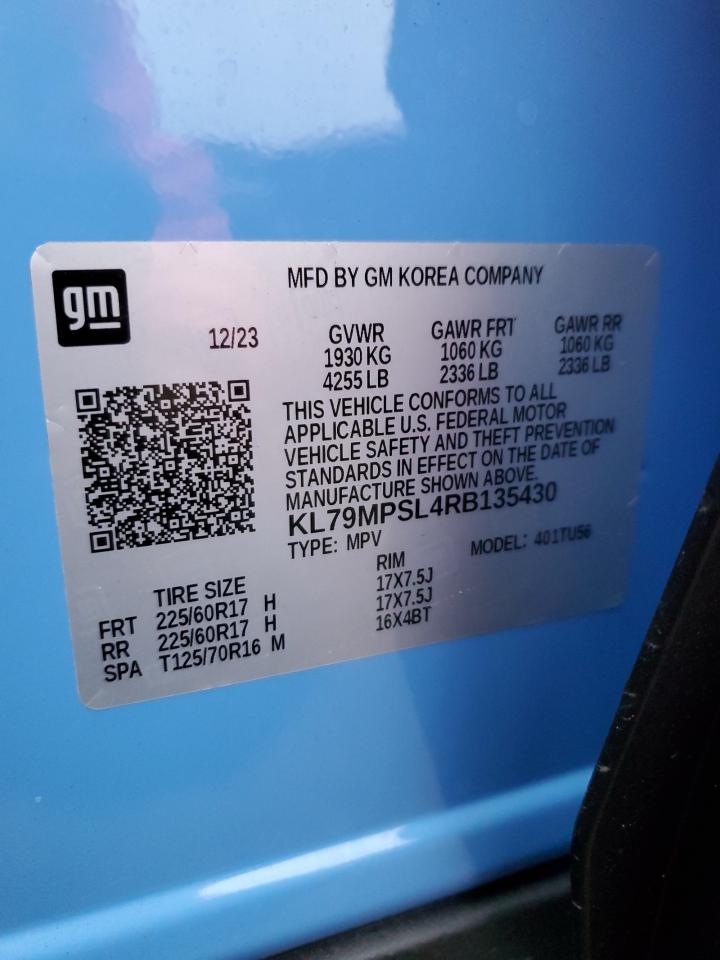 gm
MFD BY GM KOREA COMPANY
12/23
GVWR GAWR FRT GAWR RR
1930 KG 1060 KG 1060 KG
4255 LB 2336 LB 2336 LB
THIS VEHICLE CONFORMS TO ALL
APPLICABLE U.S. FEDERAL MOTOR
VEHICLE SAFETY AND THEFT PREVENTION
STANDARDS IN EFFECT ON THE DATE OF
MANUFACTURE SHOWN ABOVE.
KL79MPSL4RB135430
TYPE: MPV MODEL: 401TU56
TIRE SIZE RIM
FRT 225/60R17 H 17X7.5J
RR 225/60R17 H 17X7.5J
SPA T125/70R16 M 16X4BT